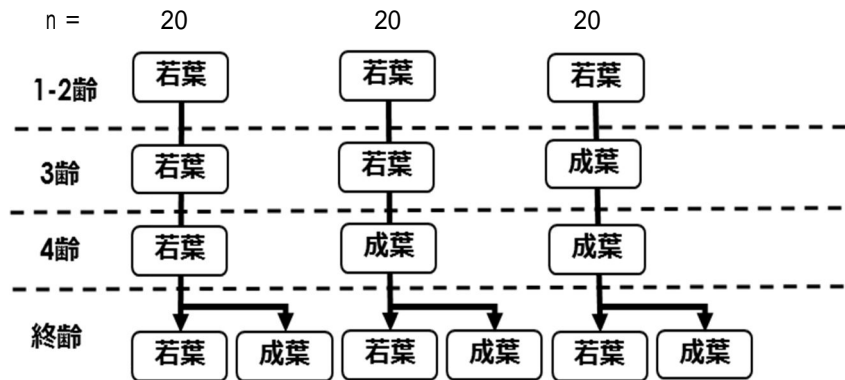 n = 20 20 20
1-2齢 若葉 若葉 若葉
3齢 若葉 若葉 成葉
4齢 若葉 成葉 成葉
終齢 若葉 成葉 若葉 成葉 若葉 成葉